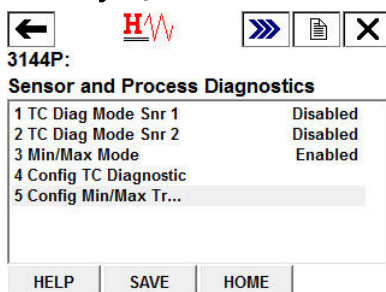 H
3144P:
Sensor and Process Diagnostics
1 TC Diag Mode Snr 1 Disabled
2 TC Diag Mode Snr 2 Disabled
3 Min/Max Mode Enabled
4 Config TC Diagnostic
5 Config Min/Max Tr...
HELP SAVE HOME